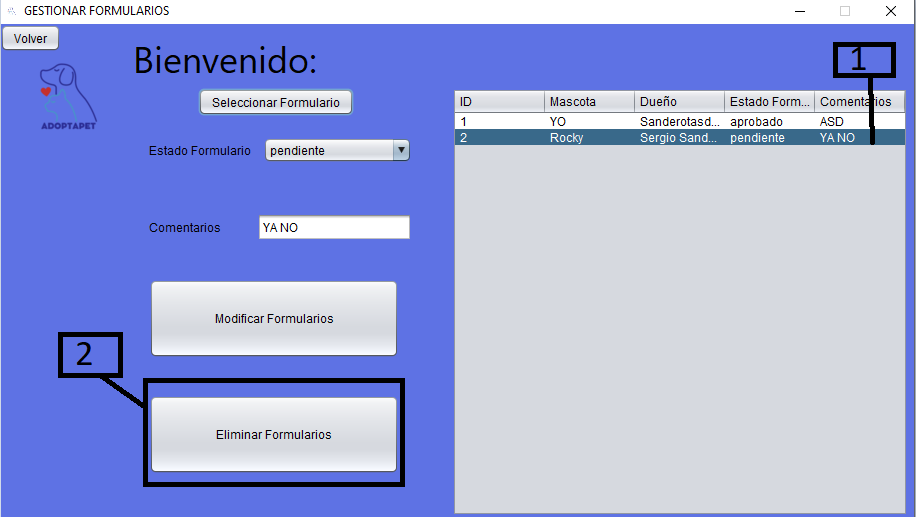 GESTIONAR FORMULARIOS
Volver
Bienvenido:
1
ADOPTAPET
Seleccionar Formulario
Estado Formulario pendiente
Comentarios YA NO
Modificar Formularios
2
Eliminar Formularios
ID Mascota Dueño Estado Form... Comentarios
1 YO Sanderotasd... aprobado ASD
2 Rocky Sergio Sand... pendiente YA NO